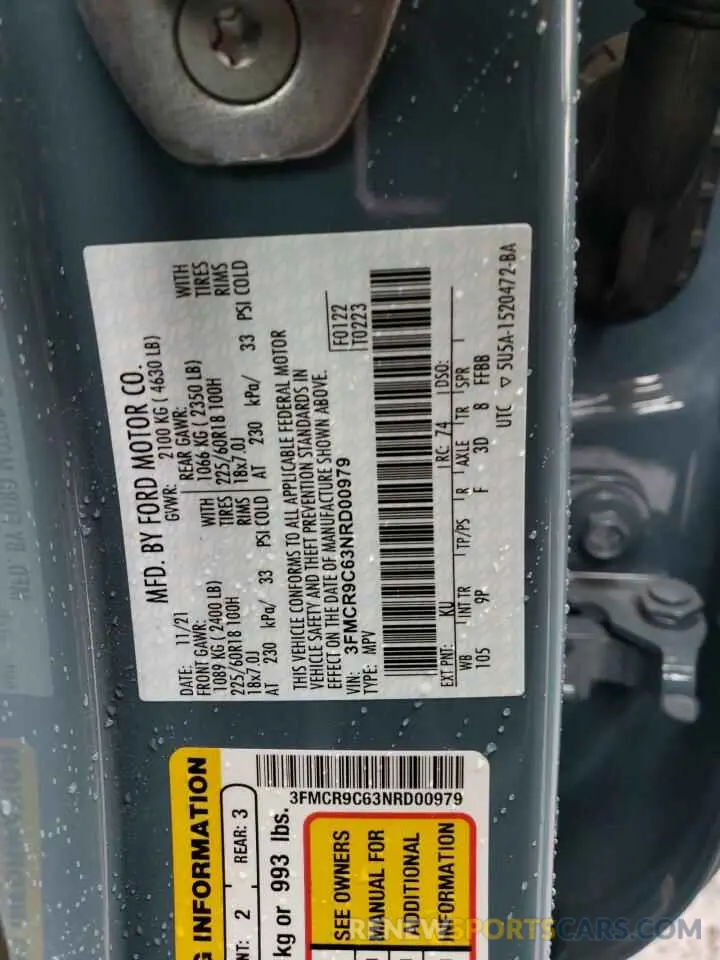 MFD. BY FORD MOTOR CO.
DATE: 11/21
GVWR: 2100 KG ( 4630 LB)
FRONT GAWR:
1089 KG ( 2400 LB) WITH
225/60R18 100H TIRES
18x7.0J RIMS
AT 230 kPa/ 33 PSI COLD
REAR GAWR:
1066 KG ( 2350 LB) WITH
225/60R18 100H TIRES
18x7.0J RIMS
AT 230 kPa/ 33 PSI COLD
THIS VEHICLE CONFORMS TO ALL APPLICABLE FEDERAL MOTOR
VEHICLE SAFETY AND THEFT PREVENTION STANDARDS IN
EFFECT ON THE DATE OF MANUFACTURE SHOWN ABOVE.
VIN: 3FMCR9C63NRD00979
TYPE: MPV
F0122
T0223
EXT PNT: KU RC: 74 DSO:
WB INT TR TP/PS R AXLE TR SPR
105 9P F 3D 8 FFBB
UTC ▽ 5U5A-1520472-BA
G INFORMATION
NT: 2 REAR: 3
kg or 993 lbs.
3FMCR9C63NRD00979
SEE OWNERS
MANUAL FOR
ADDITIONAL
INFORMATION
RENEWSPORTCARS.COM